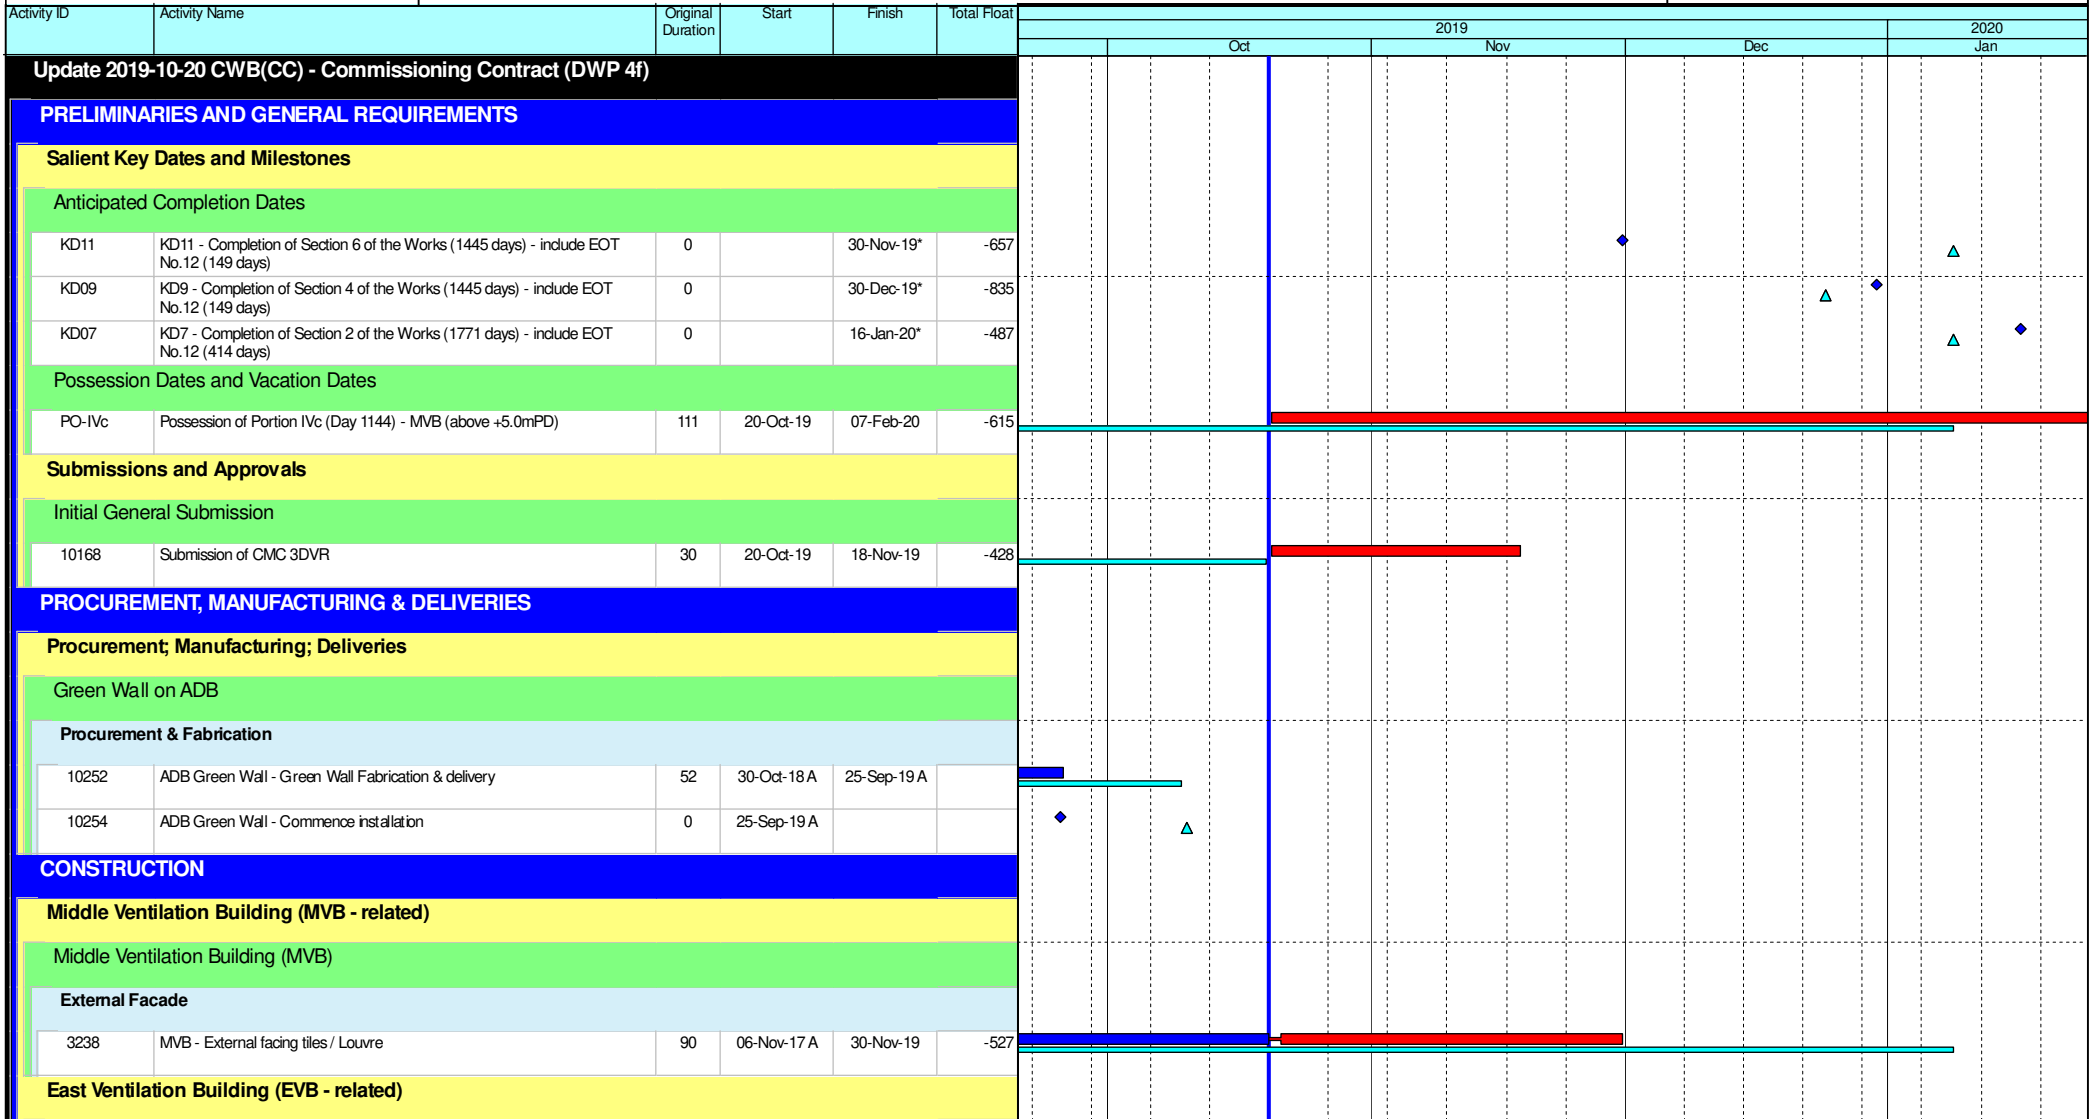 Activity ID Activity Name Original Duration Start Finish Total Float
2019 2020
Oct Nov Dec Jan
Update 2019-10-20 CWB(CC) - Commissioning Contract (DWP 4f)
PRELIMINARIES AND GENERAL REQUIREMENTS
Salient Key Dates and Milestones
Anticipated Completion Dates
KD11 KD11 - Completion of Section 6 of the Works (1445 days) - include EOT 0 30-Nov-19* -657
No.12 (149 days)
KD09 KD9 - Completion of Section 4 of the Works (1445 days) - include EOT 0 30-Dec-19* -835
No.12 (149 days)
KD07 KD7 - Completion of Section 2 of the Works (1771 days) - include EOT 0 16-Jan-20* -487
No.12 (414 days)
Possession Dates and Vacation Dates
PO-IVc Possession of Portion IVc (Day 1144) - MVB (above +5.0mPD) 111 20-Oct-19 07-Feb-20 -615
Submissions and Approvals
Initial General Submission
10168 Submission of CMC 3DVR 30 20-Oct-19 18-Nov-19 -428
PROCUREMENT, MANUFACTURING & DELIVERIES
Procurement; Manufacturing; Deliveries
Green Wall on ADB
Procurement & Fabrication
10252 ADB Green Wall - Green Wall Fabrication & delivery 52 30-Oct-18 A 25-Sep-19 A
10254 ADB Green Wall - Commence installation 0 25-Sep-19 A
CONSTRUCTION
Middle Ventilation Building (MVB - related)
Middle Ventilation Building (MVB)
External Facade
3238 MVB - External facing tiles / Louvre 90 06-Nov-17 A 30-Nov-19 -527
East Ventilation Building (EVB - related)